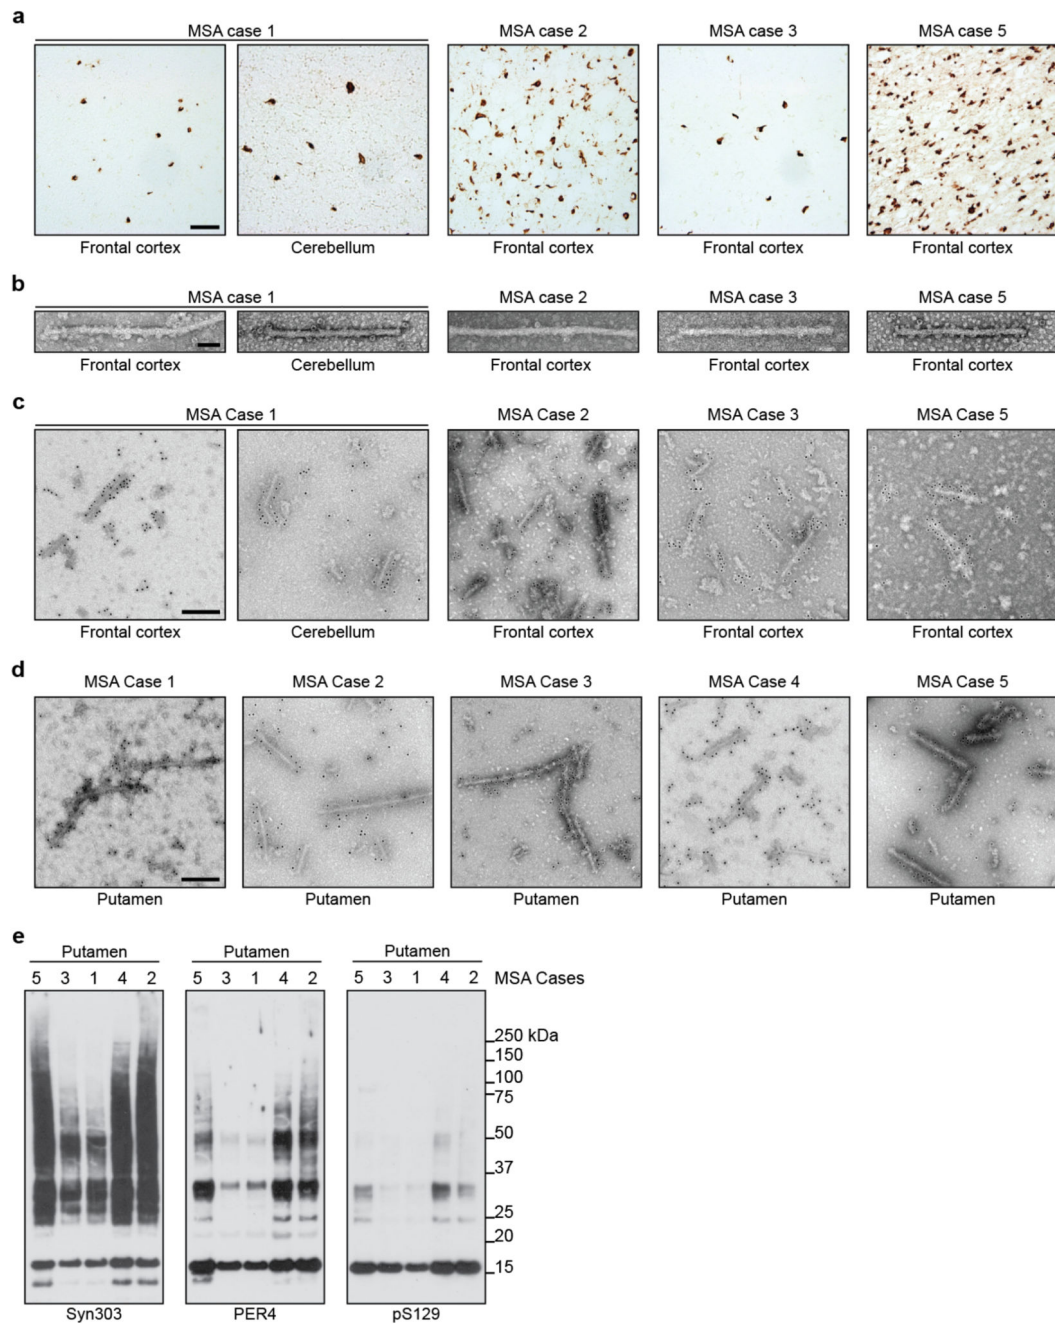 a
MSA case 1 MSA case 2 MSA case 3 MSA case 5
Frontal cortex Cerebellum Frontal cortex Frontal cortex Frontal cortex
b
MSA case 1 MSA case 2 MSA case 3 MSA case 5
Frontal cortex Cerebellum Frontal cortex Frontal cortex Frontal cortex
c
MSA Case 1 MSA Case 2 MSA Case 3 MSA Case 5
Frontal cortex Cerebellum Frontal cortex Frontal cortex Frontal cortex
d
MSA Case 1 MSA Case 2 MSA Case 3 MSA Case 4 MSA Case 5
Putamen Putamen Putamen Putamen Putamen
e
Putamen Putamen Putamen
5 3 1 4 2 5 3 1 4 2 5 3 1 4 2 MSA Cases
250 kDa
150
100
75
50
37
25
20
15
Syn303 PER4 pS129